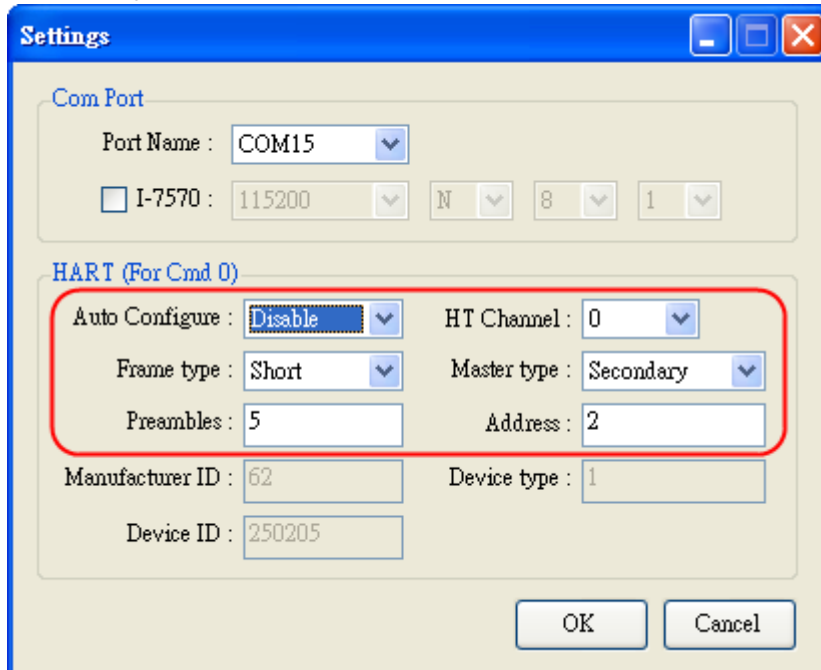 Settings
Com Port
Port Name : COM15
I-7570 : 115200 N 8 1
HART (For Cmd 0)
Auto Configure : Disable HT Channel : 0
Frame type : Short Master type : Secondary
Preambles : 5 Address : 2
Manufacturer ID : 62 Device type : 1
Device ID : 250205
OK Cancel